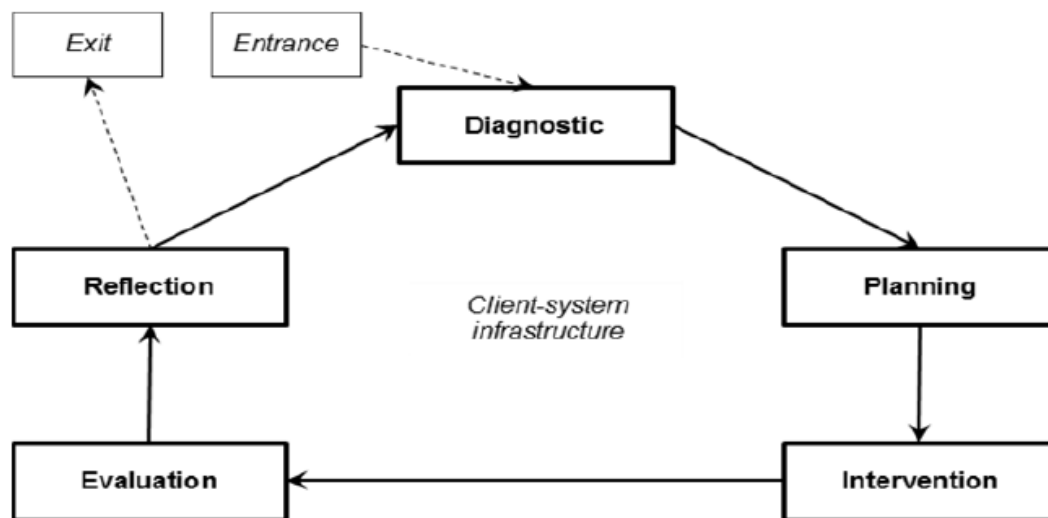 Exit
Entrance
Diagnostic
Reflection
Planning
Client-system
infrastructure
Evaluation
Intervention